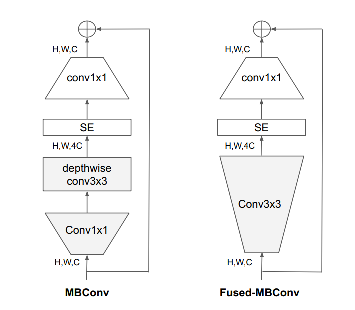 H,W,C
conv1x1
SE
H,W,4C
depthwise
conv3x3
Conv1x1
H,W,C
MBConv
H,W,C
conv1x1
SE
H,W,4C
Conv3x3
H,W,C
Fused-MBConv